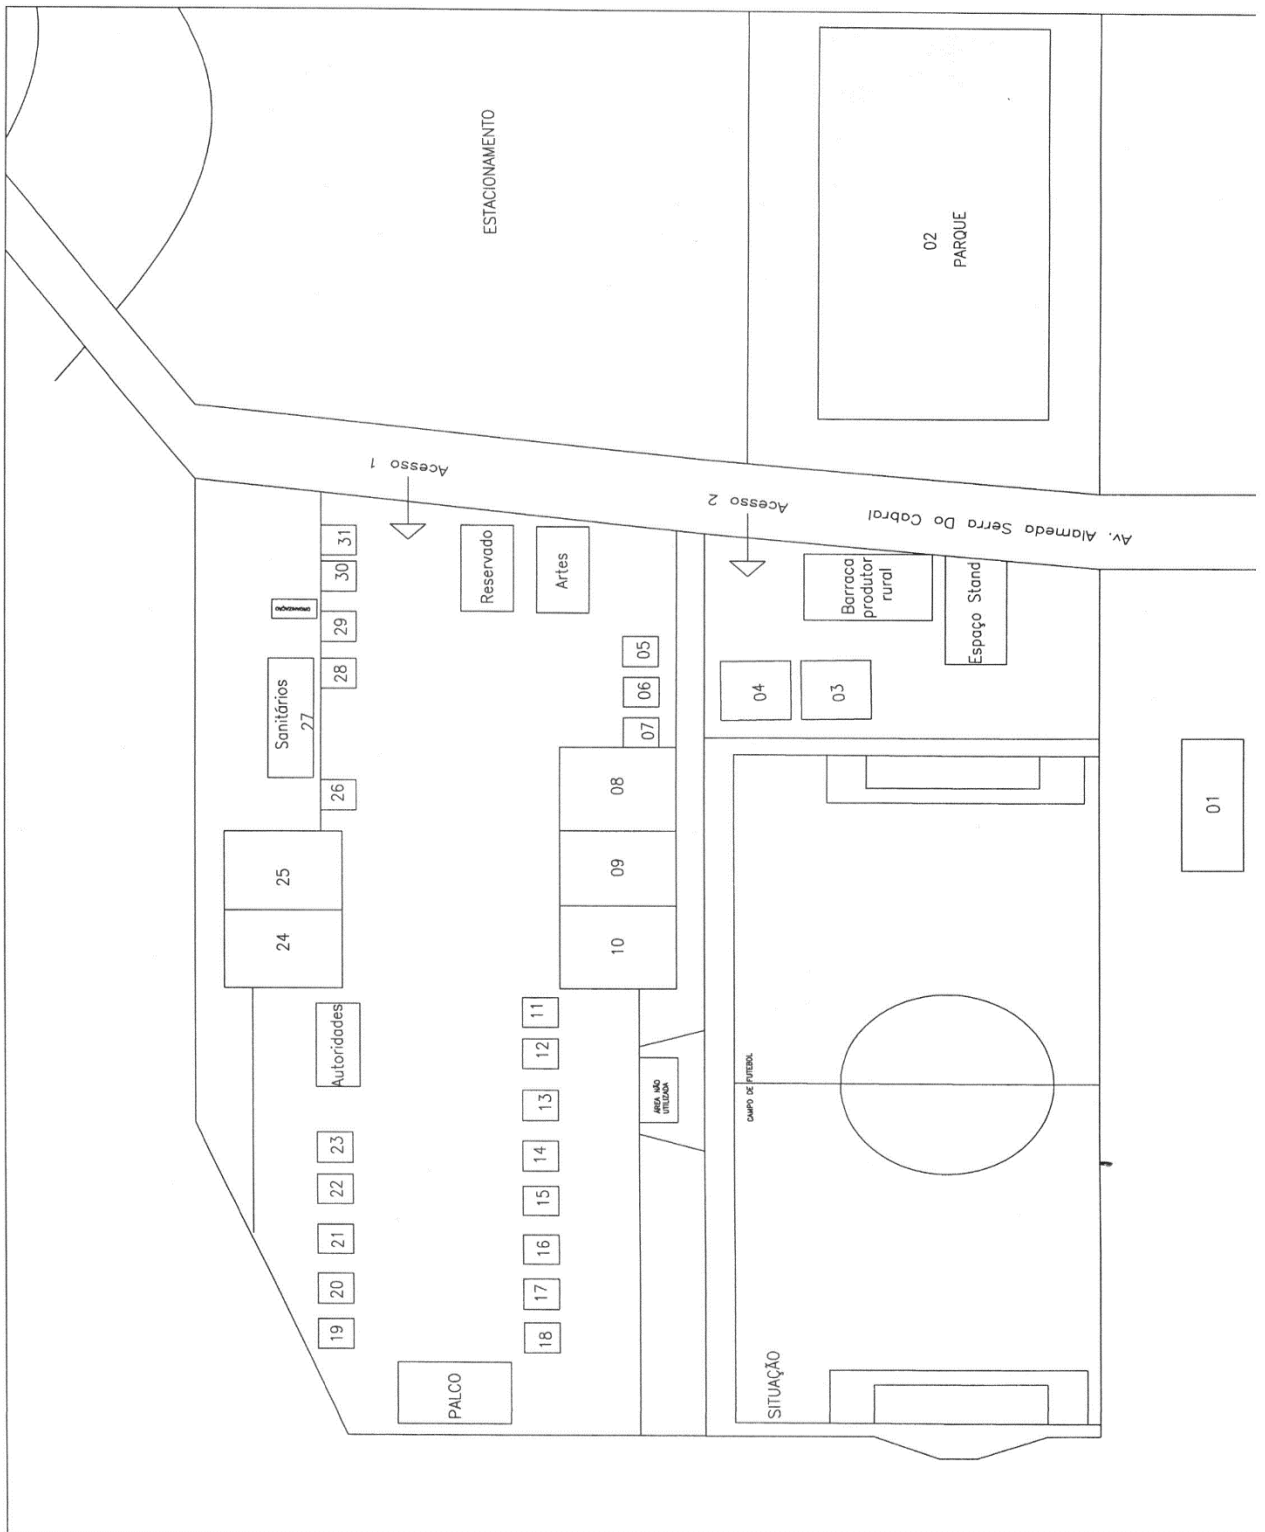 ESTACIONAMENTO
02
PARQUE
Acesso 1
Acesso 2
Av. Alameda Serra Do Cabral
31
30
ORGANIZAÇÃO
29
28
Sanitários
27
26
25
24
Reservado
Artes
Barraca
produtor
rural
Espaço Stand
05
06
07
04
03
08
09
10
01
Autoridades
11
12
13
14
15
16
17
18
ÁREA NÃO
UTILIZADA
CAMPO DE FUTEBOL
23
22
21
20
19
PALCO
SITUAÇÃO